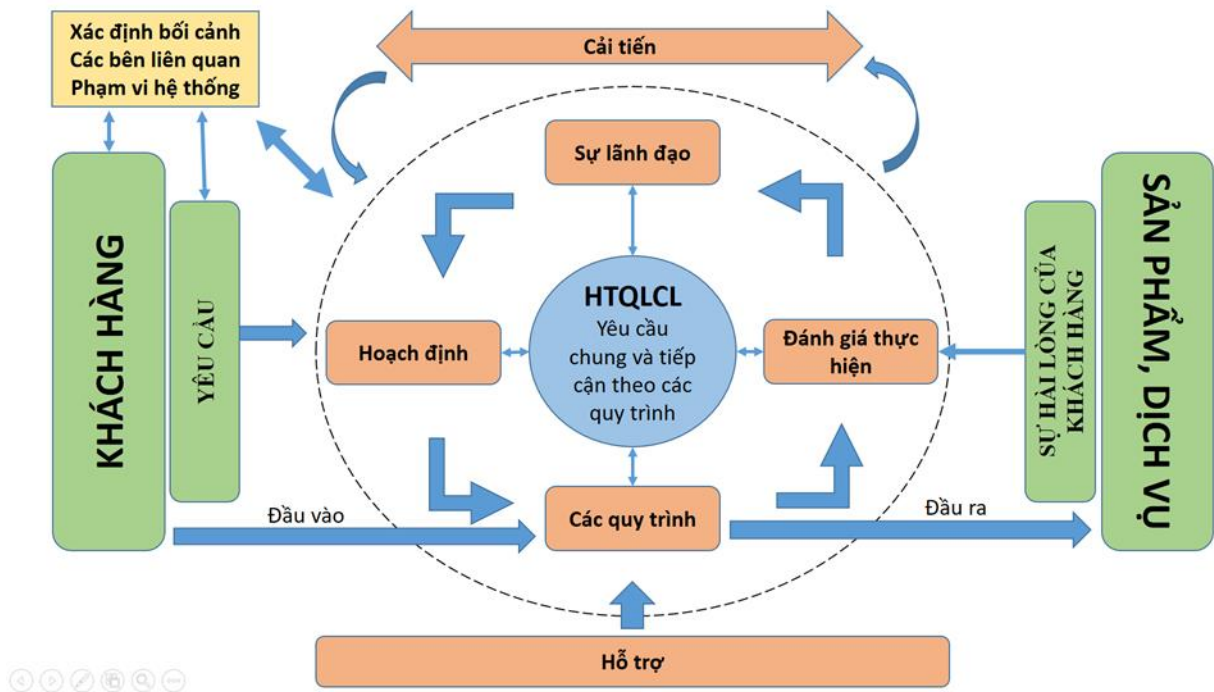 Xác định bối cảnh
Các bên liên quan
Phạm vi hệ thống
Cải tiến
Sự lãnh đạo
KHÁCH HÀNG
YÊU CẦU
HTQLCL
Yêu cầu
chung và tiếp
cận theo các
quy trình
Hoạch định
Đánh giá thực
hiện
SỰ HÀI LÒNG CỦA
KHÁCH HÀNG
SẢN PHẨM, DỊCH VỤ
Đầu vào
Các quy trình
Đầu ra
Hỗ trợ